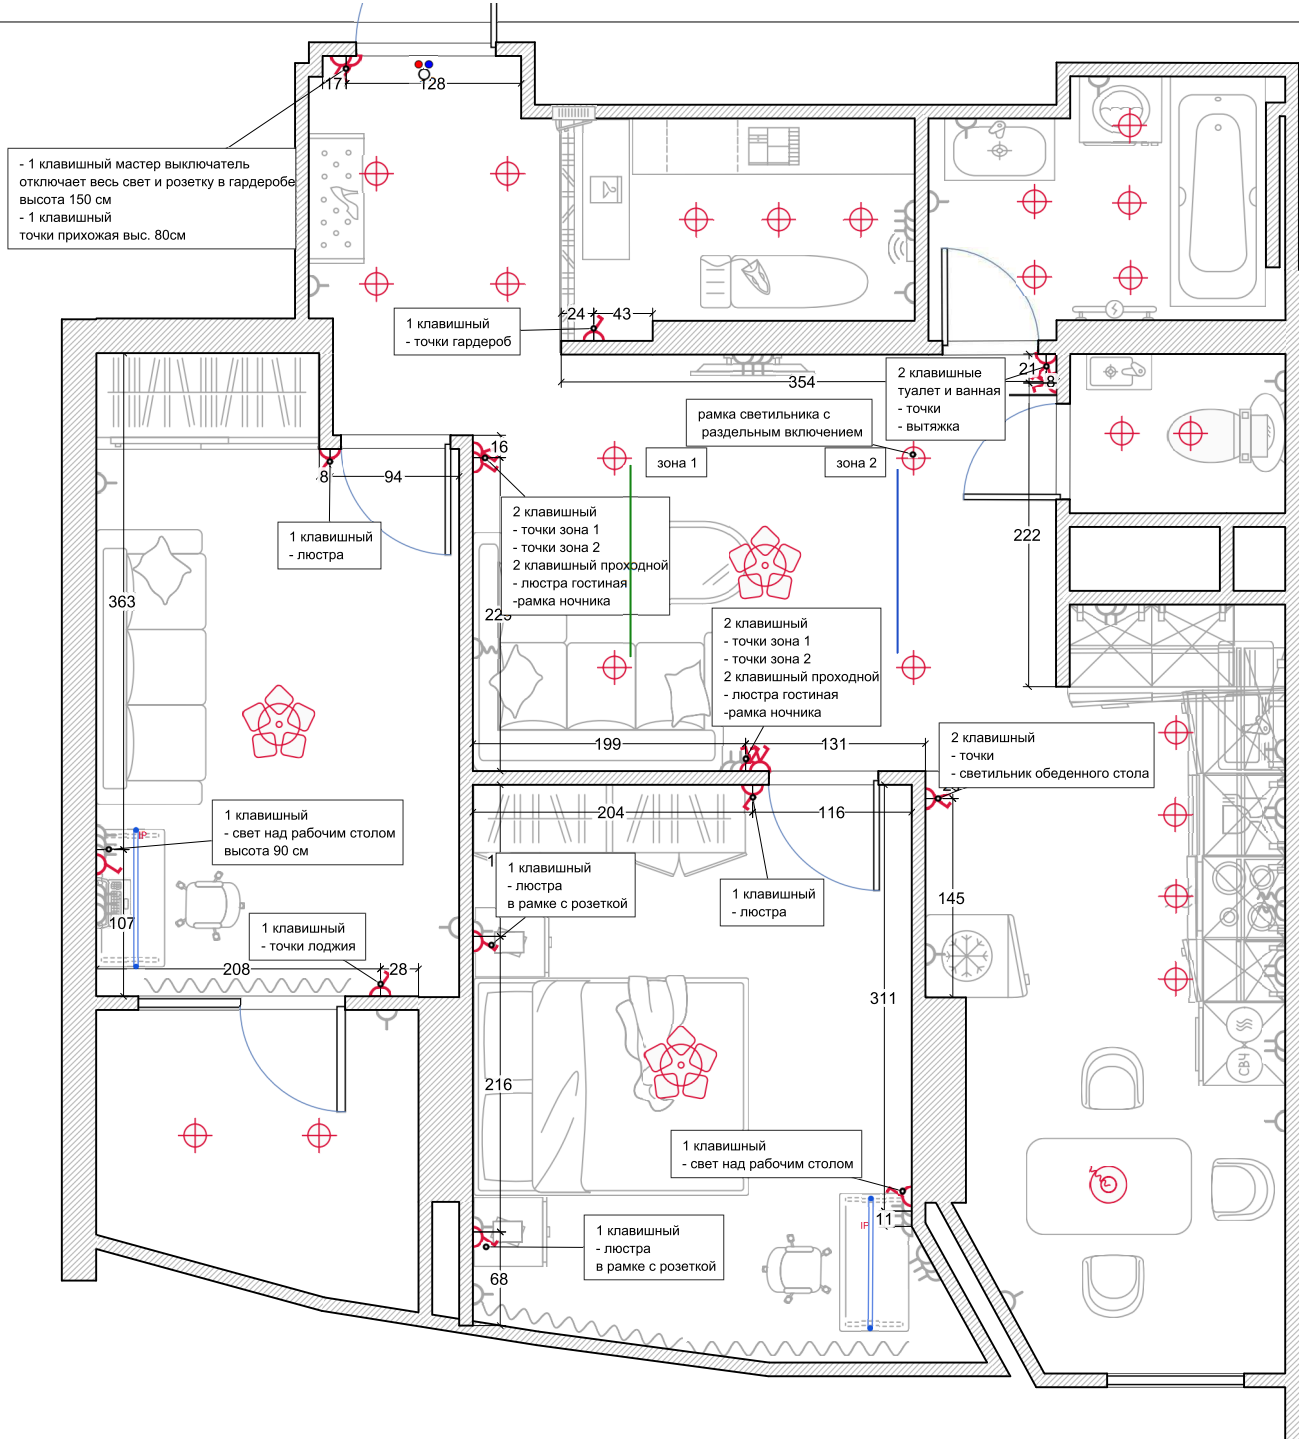 17
128
- 1 клавишный мастер выключатель
отключает весь свет и розетку в гардеробе
высота 150 см
- 1 клавишный
точки прихожая выс. 80см
24
43
1 клавишный
- точки гардероб
354
2 клавишные
туалет и ванная
- точки
- вытяжка
21
8
рамка светильника с
раздельным включением
зона 1
зона 2
16
8
94
1 клавишный
- люстра
2 клавишный
- точки зона 1
- точки зона 2
2 клавишный проходной
- люстра гостиная
-рамка ночника
222
363
2 клавишный
- точки зона 1
- точки зона 2
2 клавишный проходной
- люстра гостиная
-рамка ночника
199
131
2 клавишный
- точки
- светильник обеденного стола
1 клавишный
- свет над рабочим столом
высота 90 см
204
116
1 клавишный
- люстра
в рамке с розеткой
1 клавишный
- люстра
145
107
1 клавишный
- точки лоджия
208
28
311
216
СВЧ
1 клавишный
- свет над рабочим столом
11
1 клавишный
- люстра
в рамке с розеткой
68